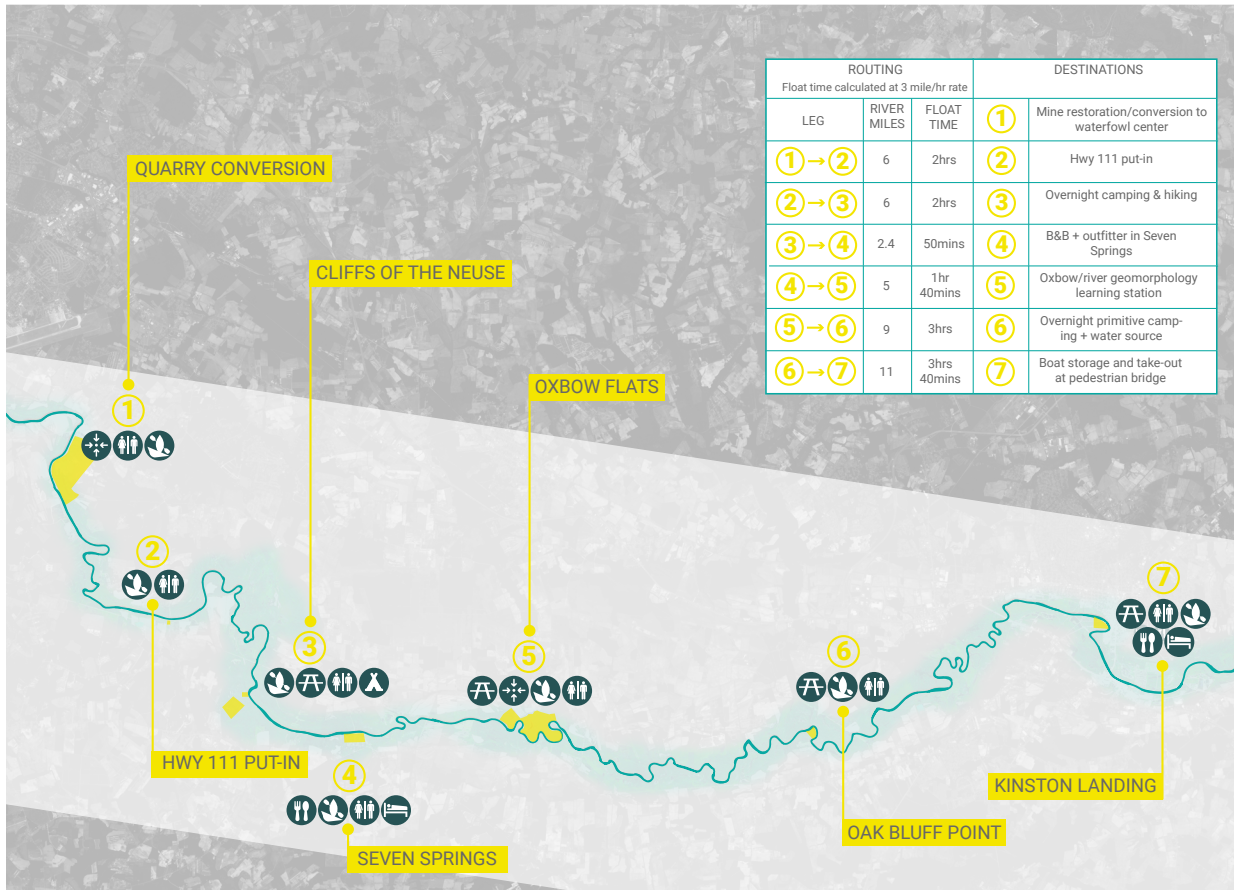 ROUTING
Float time calculated at 3 mile/hr rate
DESTINATIONS
LEG
RIVER
MILES
FLOAT
TIME
1
Mine restoration/conversion to
waterfowl center
1 → 2
6
2hrs
2
Hwy 111 put-in
2 → 3
6
2hrs
3
Overnight camping & hiking
3 → 4
2.4
50mins
4
B&B + outfitter in Seven
Springs
4 → 5
5
1hr
40mins
5
Oxbow/river geomorphology
learning station
5 → 6
9
3hrs
6
Overnight primitive camp-
ing + water source
6 → 7
11
3hrs
40mins
7
Boat storage and take-out
at pedestrian bridge
QUARRY CONVERSION
1
CLIFFS OF THE NEUSE
OXBOW FLATS
2
3
5
6
7
HWY 111 PUT-IN
4
SEVEN SPRINGS
OAK BLUFF POINT
KINSTON LANDING